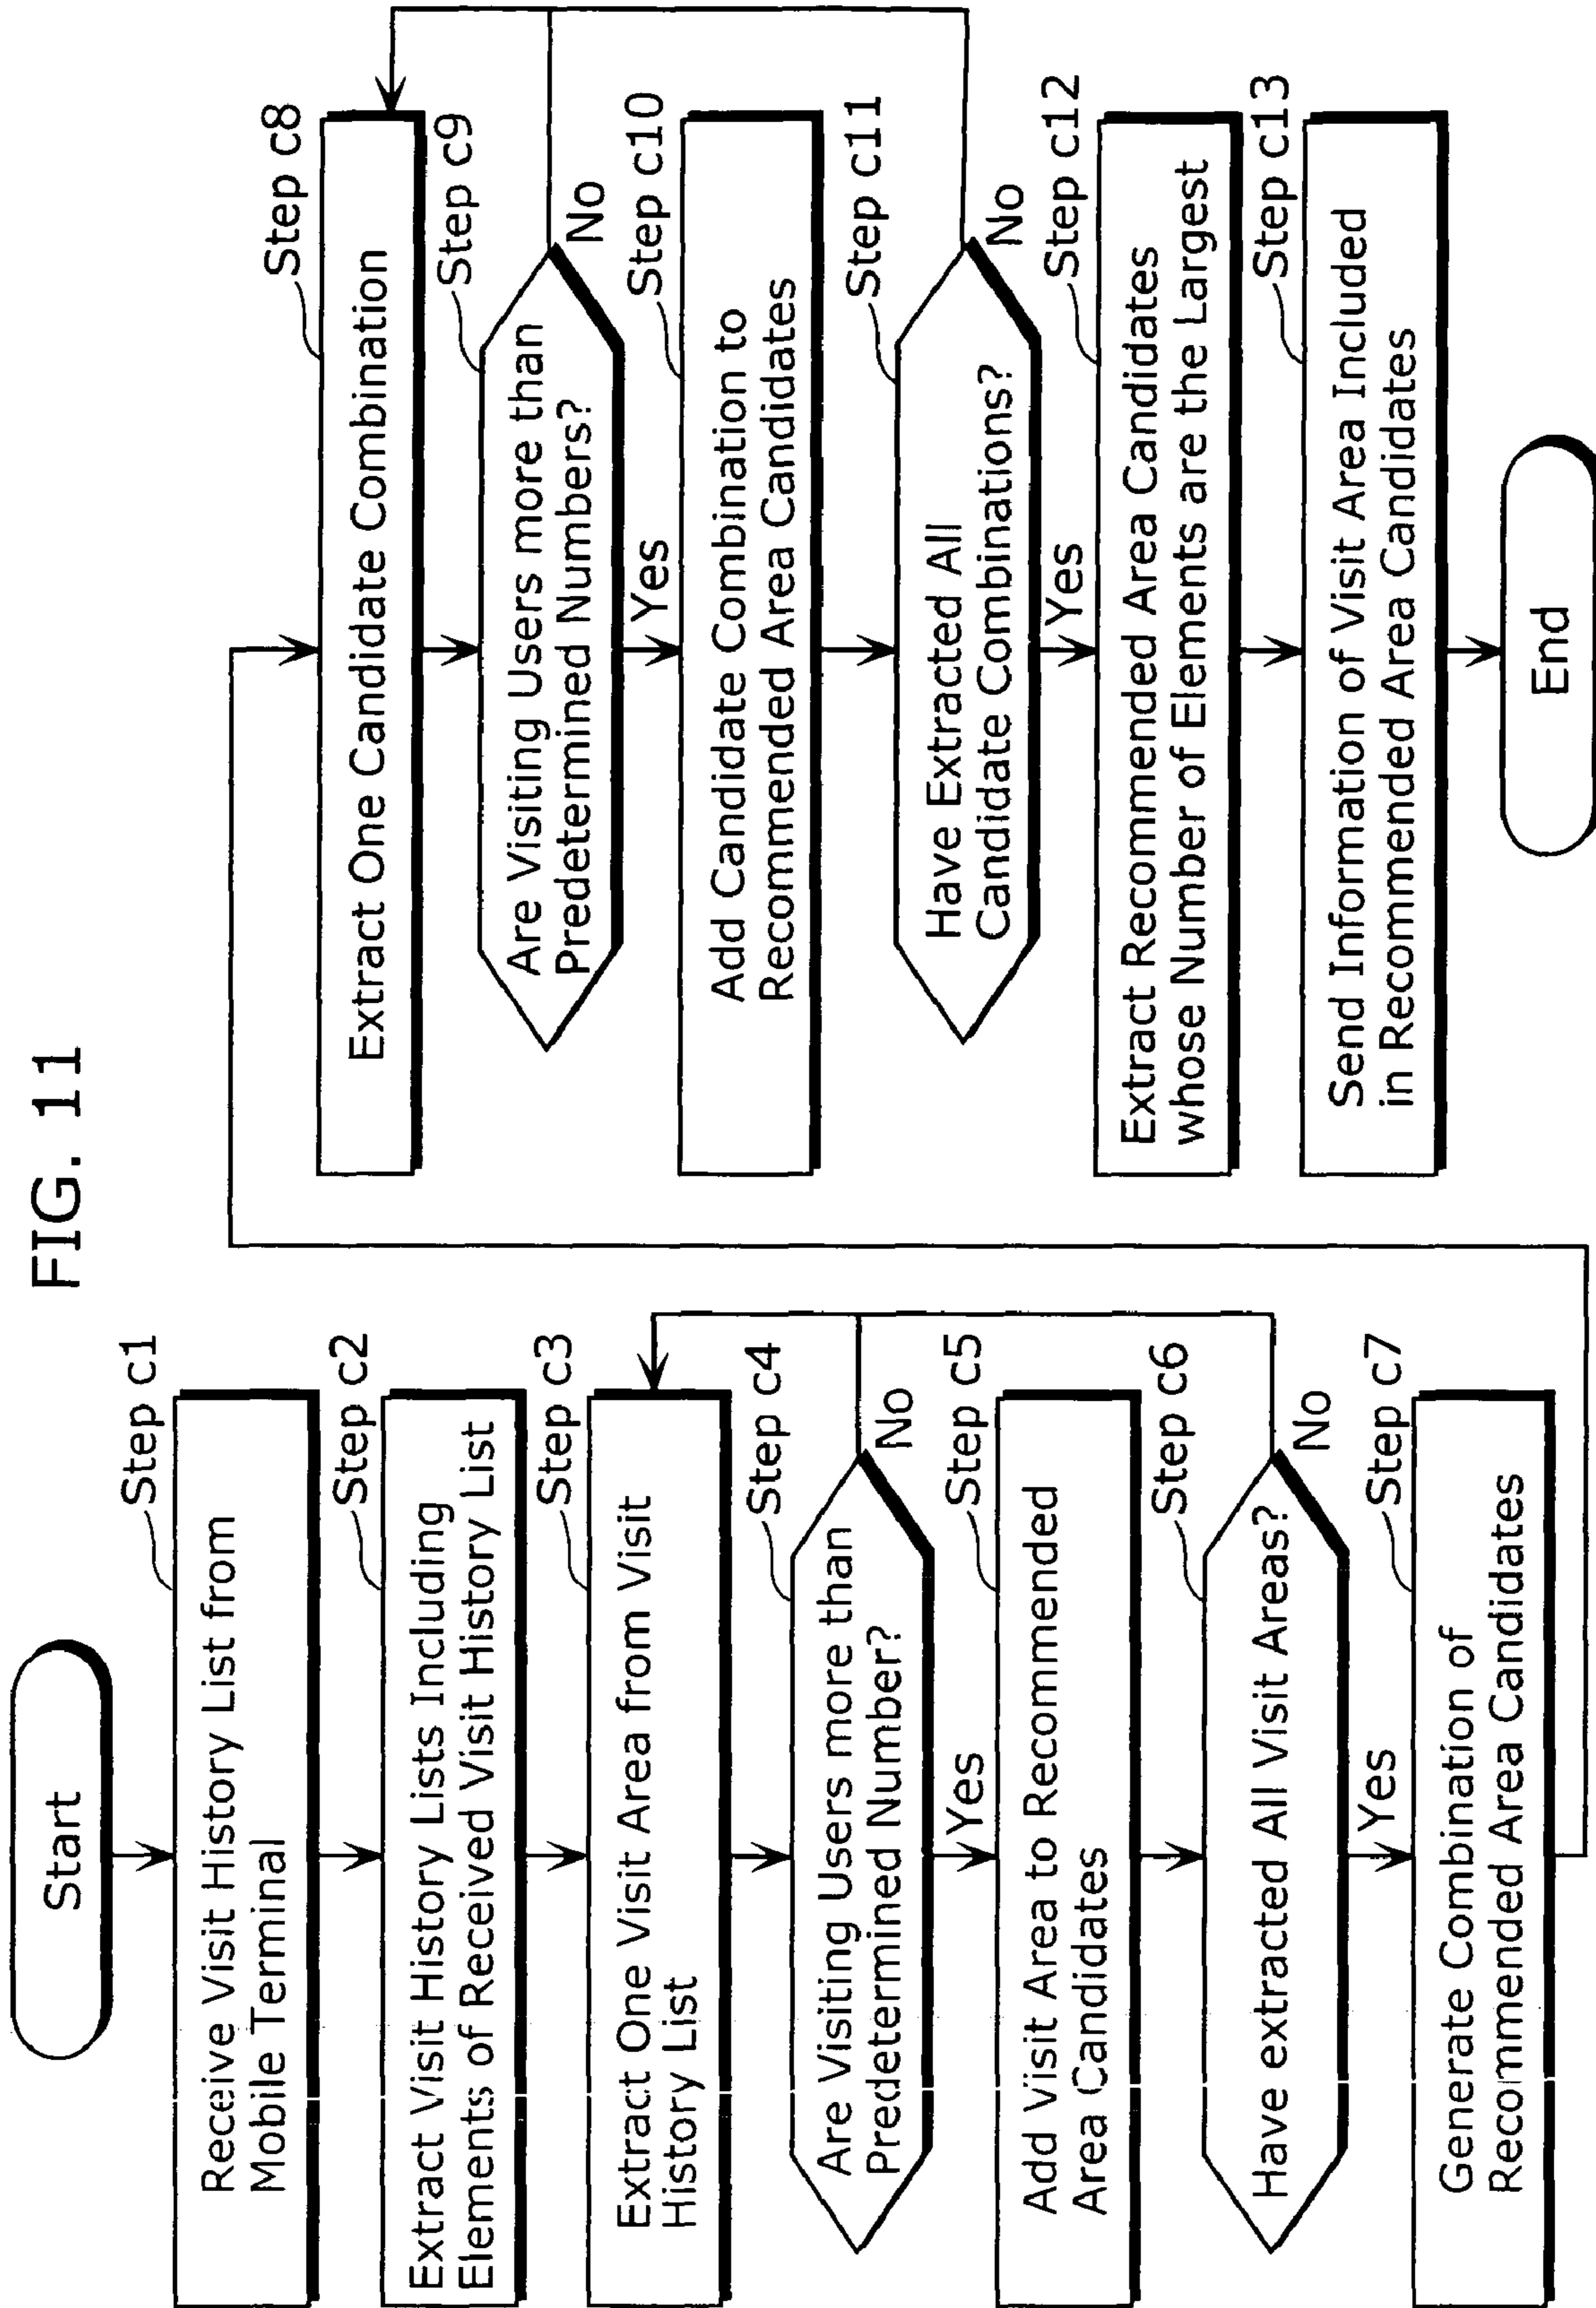 FIG. 11
Start
Step c1
Receive Visit History List from
Mobile Terminal
Step c2
Extract Visit History Lists Including
Elements of Received Visit History List
Step c3
Extract One Visit Area from Visit
History List
Step c4
Are Visiting Users more than
Predetermined Number?
No
Yes
Step c5
Add Visit Area to Recommended
Area Candidates
Step c6
Have extracted All Visit Areas?
No
Yes
Step c7
Generate Combination of
Recommended Area Candidates
Step c8
Extract One Candidate Combination
Step c9
Are Visiting Users more than
Predetermined Numbers?
No
Yes
Step c10
Add Candidate Combination to
Recommended Area Candidates
Step c11
Have Extracted All
Candidate Combinations?
No
Yes
Step c12
Extract Recommended Area Candidates
whose Number of Elements are the Largest
Step c13
Send Information of Visit Area Included
in Recommended Area Candidates
End